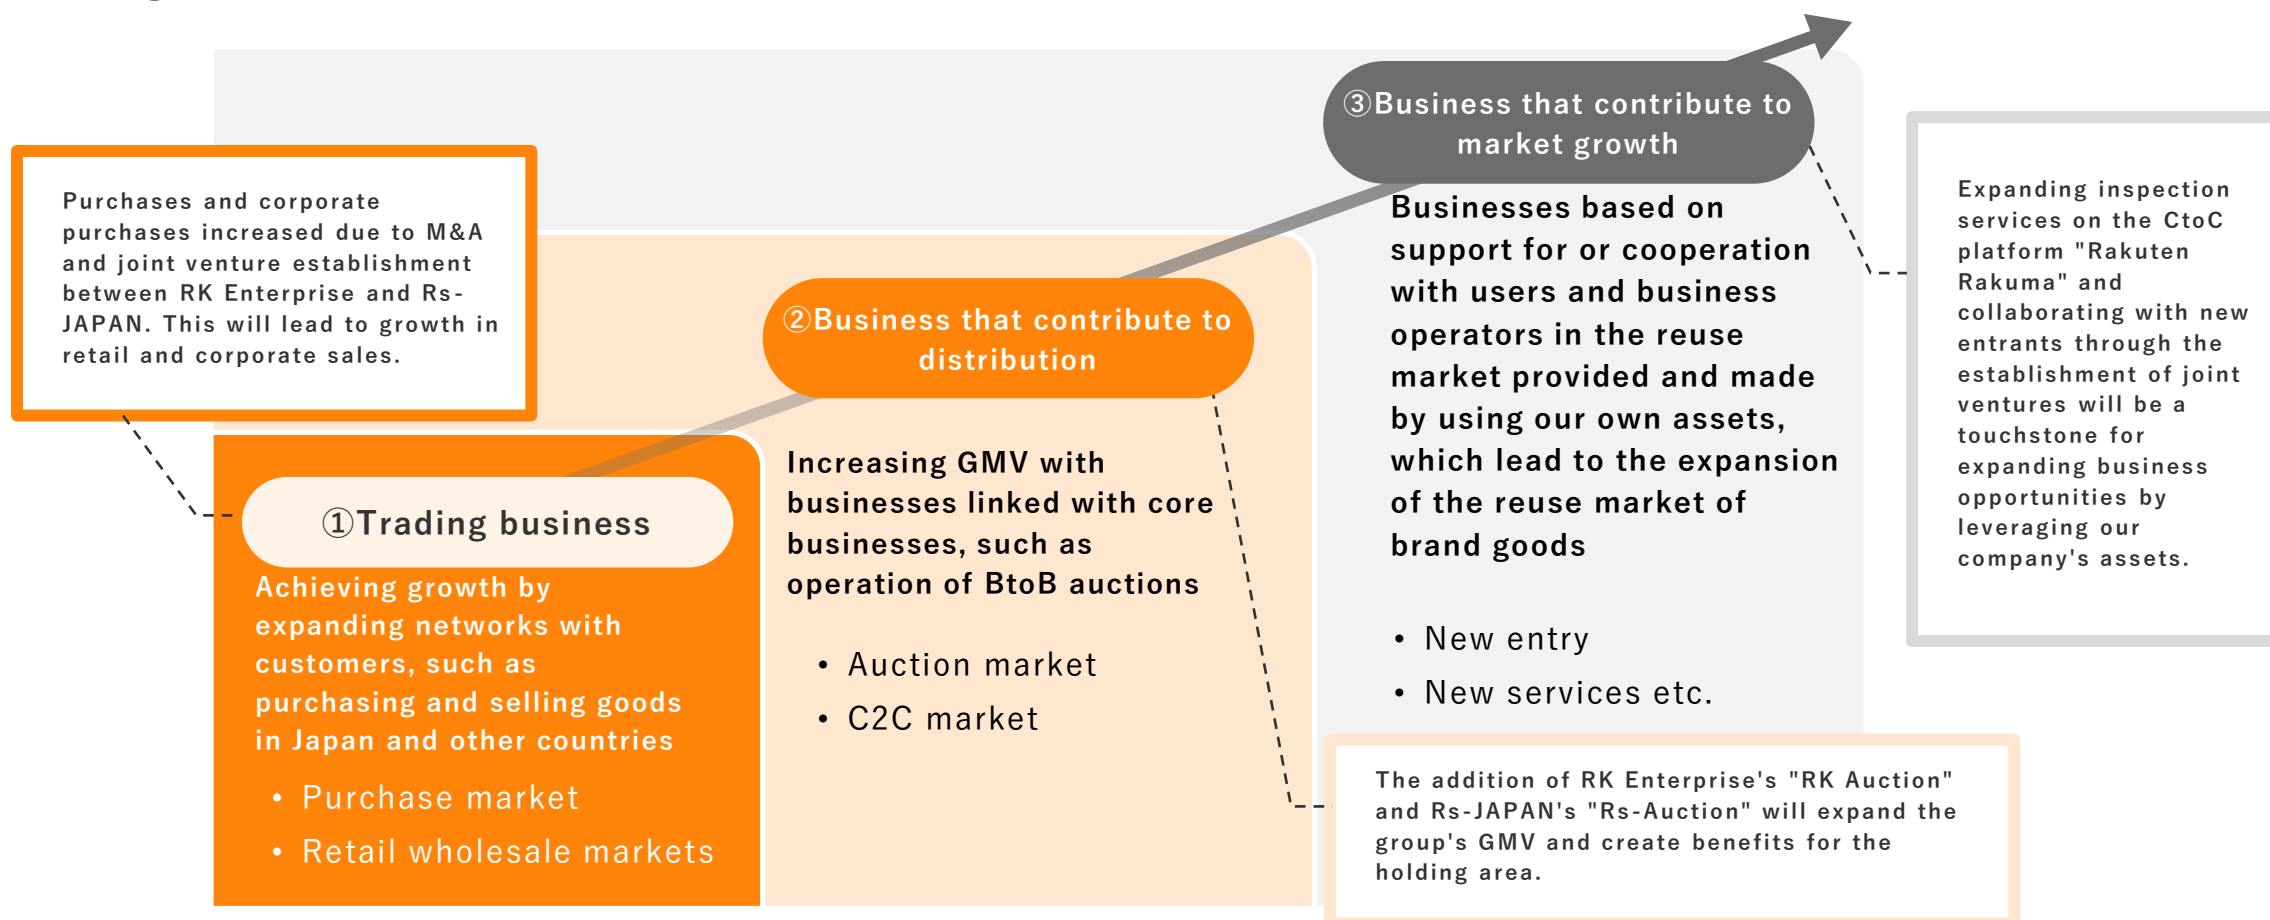 Purchases and corporate
purchases increased due to M&A
and joint venture establishment
between RK Enterprise and Rs-
JAPAN. This will lead to growth in
retail and corporate sales.
①Trading business
Achieving growth by
expanding networks with
customers, such as
purchasing and selling goods
in Japan and other countries
• Purchase market
• Retail wholesale markets
②Business that contribute to
distribution
Increasing GMV with
businesses linked with core
businesses, such as
operation of BtoB auctions
• Auction market
• C2C market
③Business that contribute to
market growth
Businesses based on
support for or cooperation
with users and business
operators in the reuse
market provided and made
by using our own assets,
which lead to the expansion
of the reuse market of
brand goods
• New entry
• New services etc.
The addition of RK Enterprise's "RK Auction"
and Rs-JAPAN's "Rs-Auction" will expand the
group's GMV and create benefits for the
holding area.
Expanding inspection
services on the CtoC
platform "Rakuten
Rakuma" and
collaborating with new
entrants through the
establishment of joint
ventures will be a
touchstone for
expanding business
opportunities by
leveraging our
company's assets.